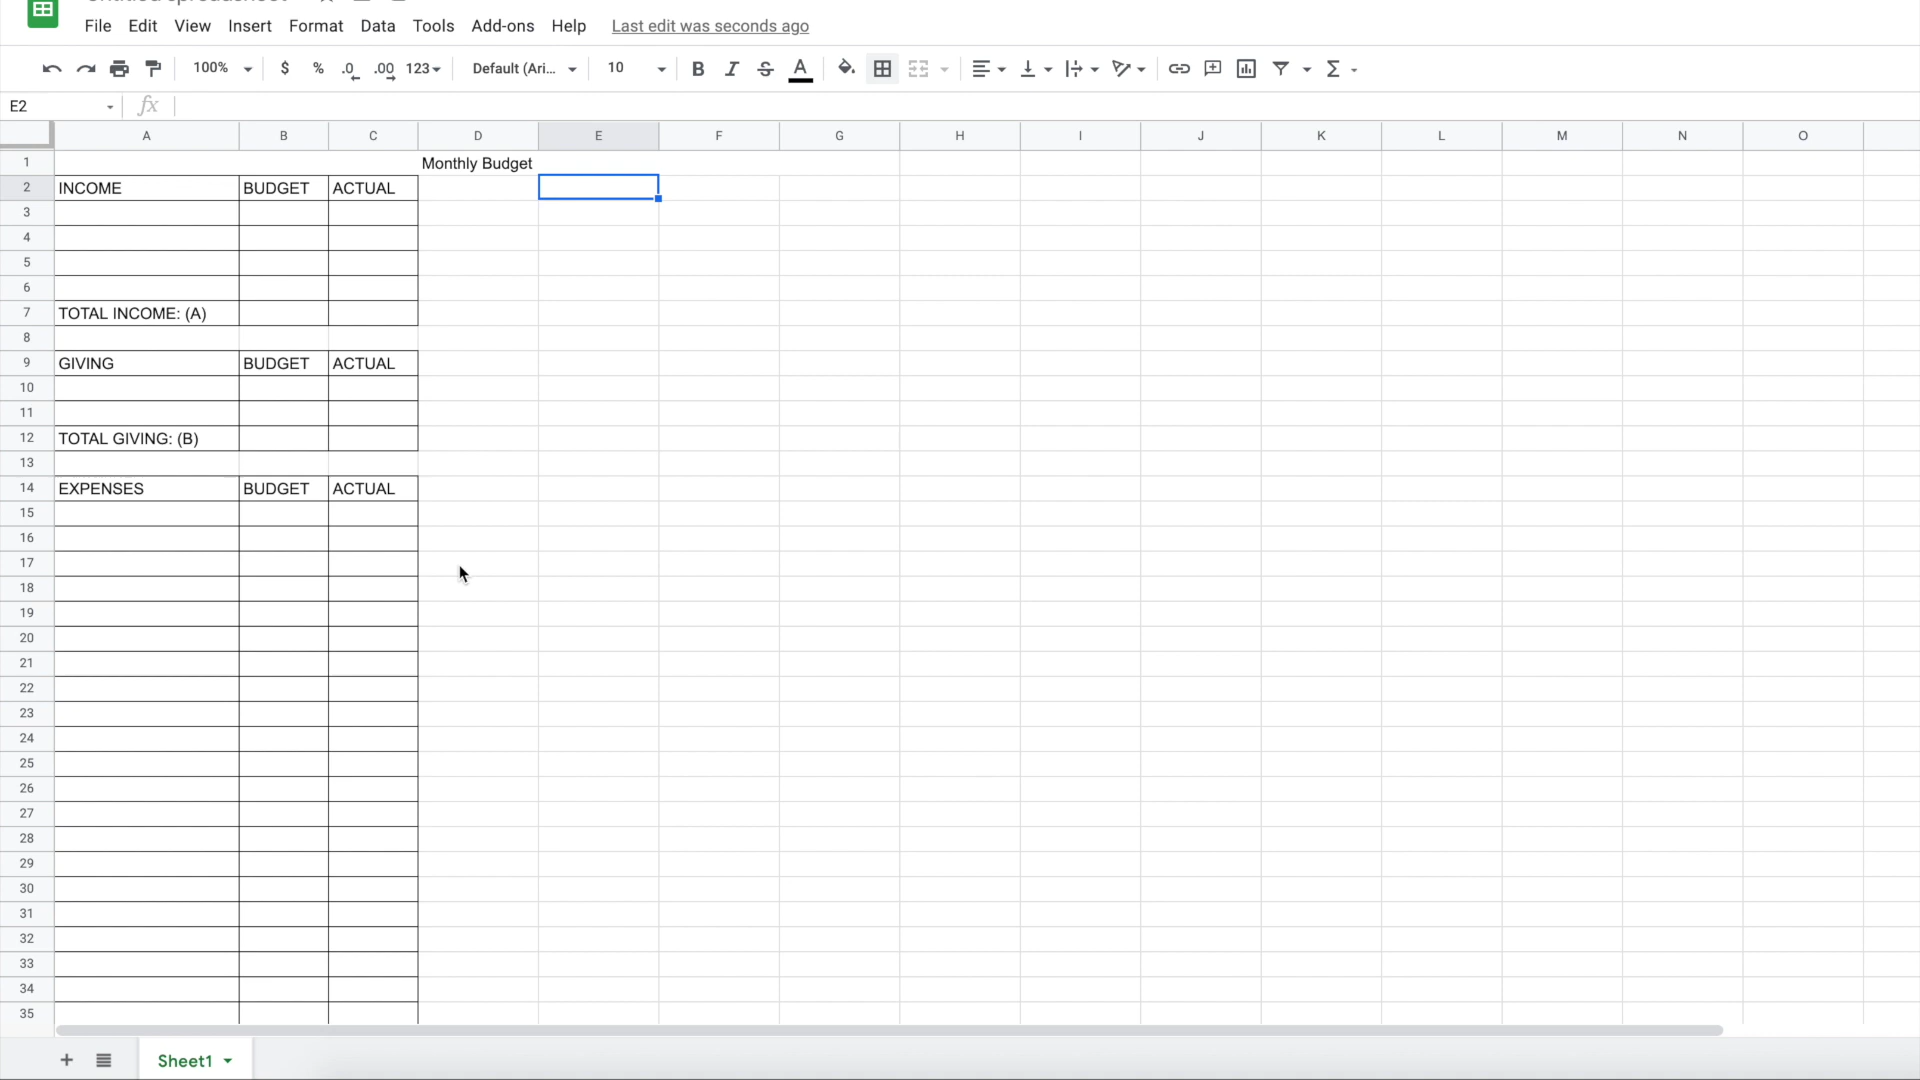 File Edit View Insert Format Data Tools Add-ons Help Last edit was seconds ago
100% $ % .0 .00 123 Default (Ari... 10 B I S A Σ
E2 fx
A B C D E F G H I J K L M N O
1 Monthly Budget
2 INCOME BUDGET ACTUAL
3
4
5
6
7 TOTAL INCOME: (A)
8
9 GIVING BUDGET ACTUAL
10
11
12 TOTAL GIVING: (B)
13
14 EXPENSES BUDGET ACTUAL
15
16
17
18
19
20
21
22
23
24
25
26
27
28
29
30
31
32
33
34
35
+ Sheet1